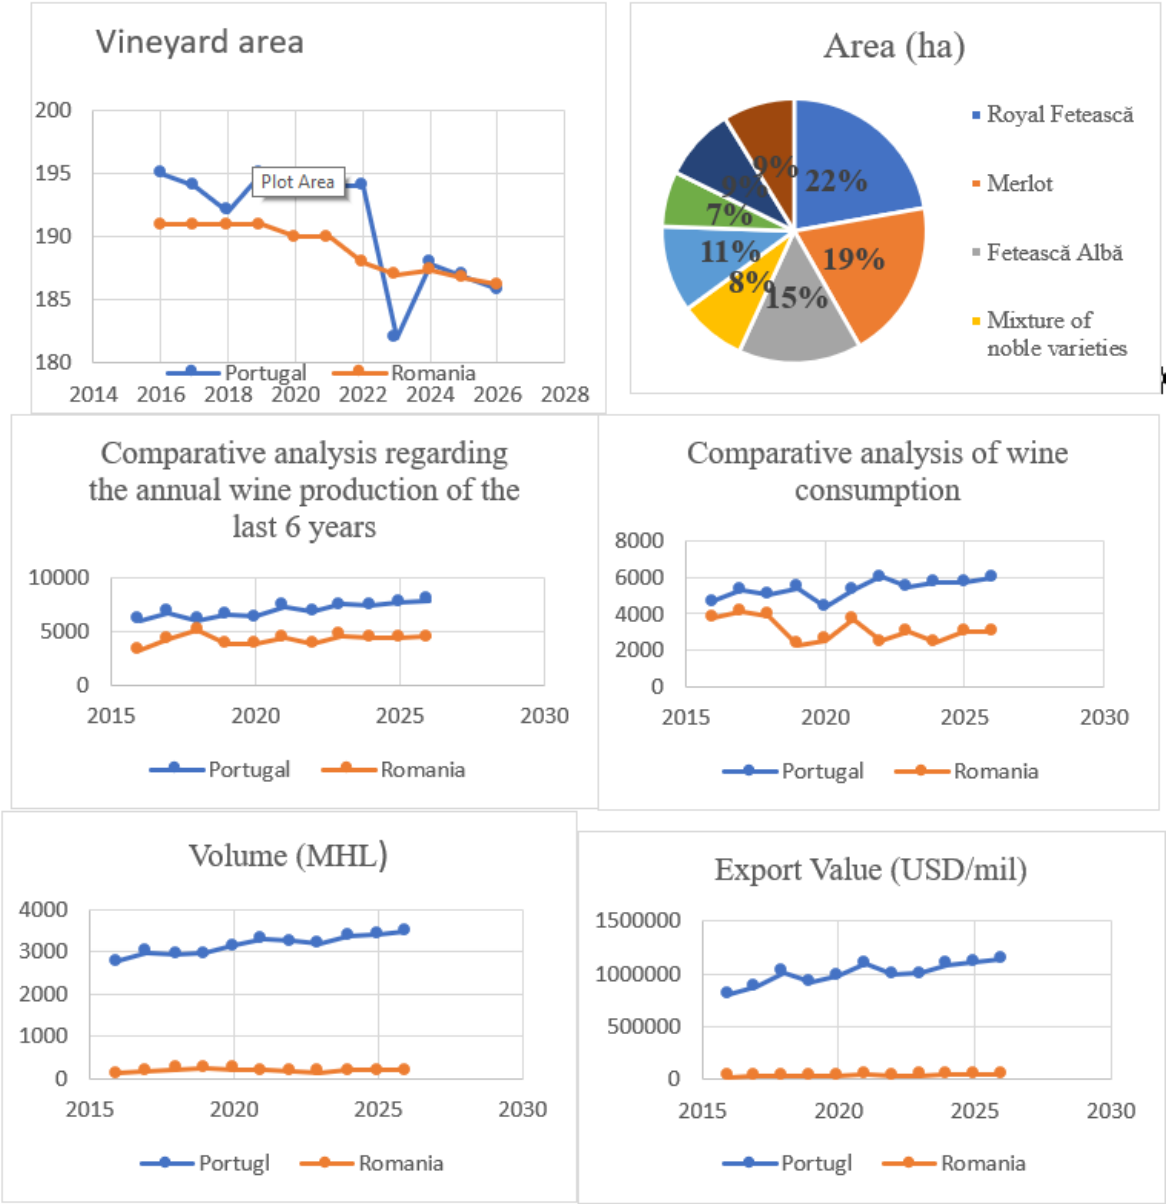 Vineyard area
200
195
190
185
180
Plot Area
Portugal
Romania
2014 2016 2018 2020 2022 2024 2026 2028
Area (ha)
22%
19%
15%
8%
11%
7%
9%
9%
Royal Fetească
Merlot
Fetească Albă
Mixture of
noble varieties
Comparative analysis regarding
the annual wine production of the
last 6 years
10000
5000
0
2015 2020 2025 2030
Portugal Romania
Comparative analysis of wine
consumption
8000
6000
4000
2000
0
2015 2020 2025 2030
Portugal Romania
Volume (MHL)
4000
3000
2000
1000
0
2015 2020 2025 2030
Portugl Romania
Export Value (USD/mil)
1500000
1000000
500000
0
2015 2020 2025 2030
Portugl Romania